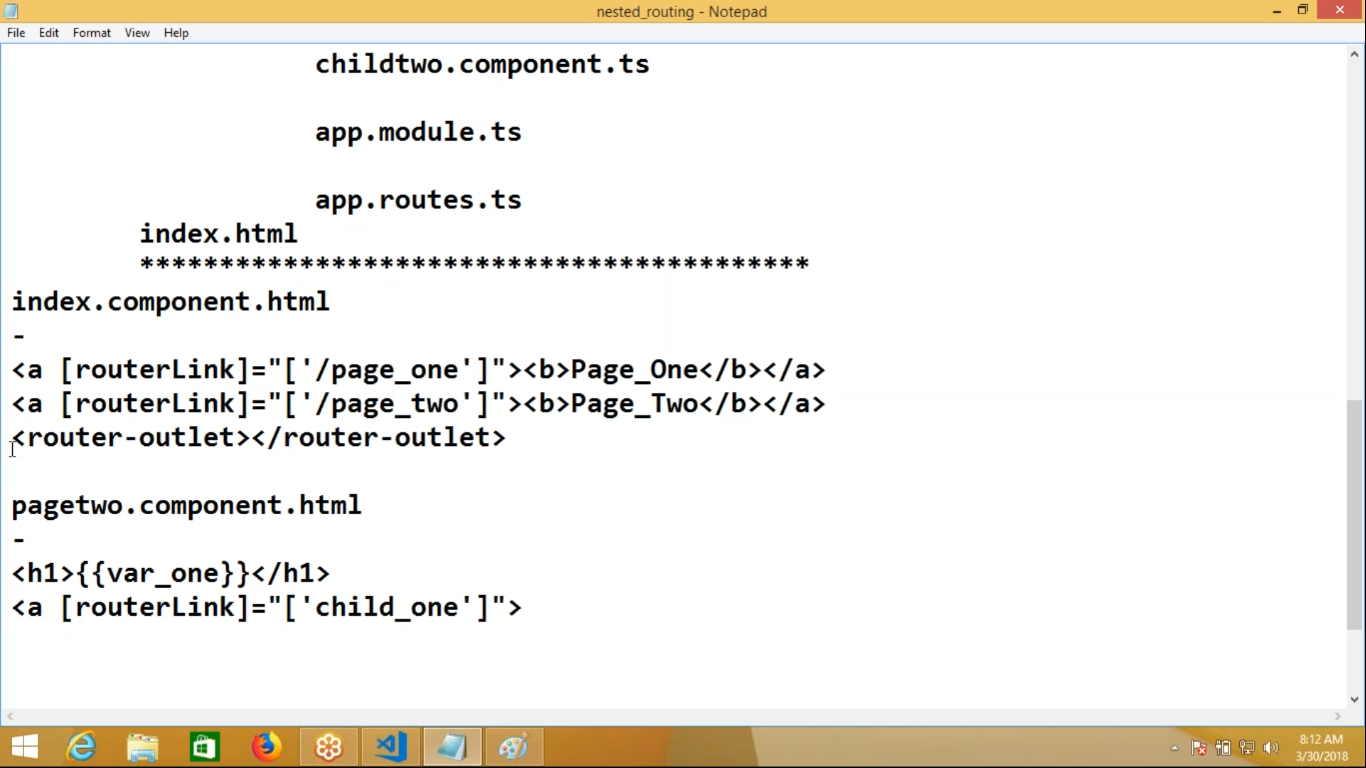 nested_routing - Notepad
File Edit Format View Help
childtwo.component.ts
app.module.ts
app.routes.ts
index.html
******************************************
index.component.html
-
<a [routerLink]="['/page_one']"><b>Page_One</b></a>
<a [routerLink]="['/page_two']"><b>Page_Two</b></a>
<router-outlet></router-outlet>
pagetwo.component.html
-
<h1>{{var_one}}</h1>
<a [routerLink]="['child_one']">
8:12 AM
3/30/2018